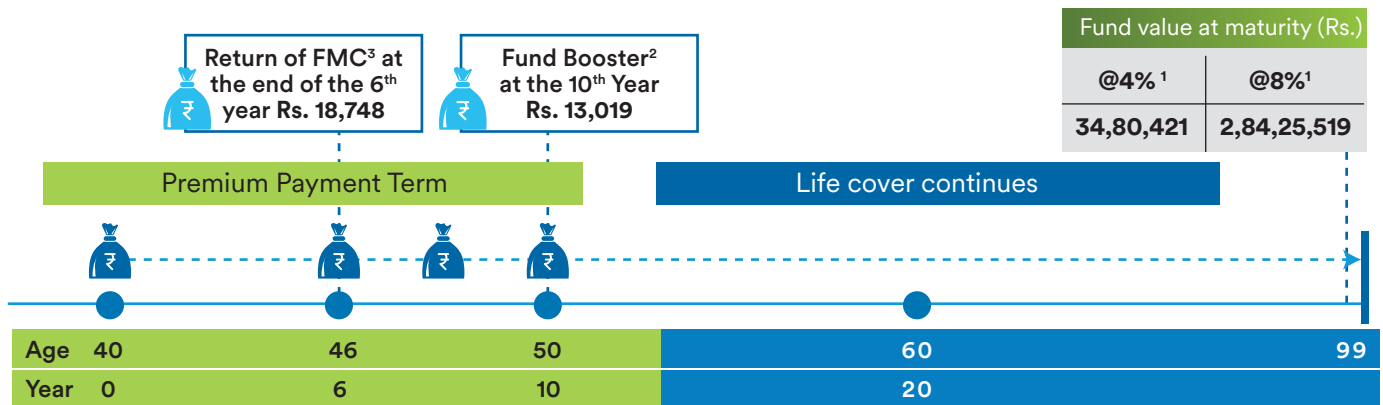 Return of FMC³ at
the end of the 6th
year Rs. 18,748
Fund Booster²
at the 10th Year
Rs. 13,019
Fund value at maturity (Rs.)
@4% ¹ @8%¹
34,80,421 2,84,25,519
Premium Payment Term
Life cover continues
₹ ₹
₹ ₹ ₹ ₹
Age 40 46 50 60 99
Year 0 6 10 20